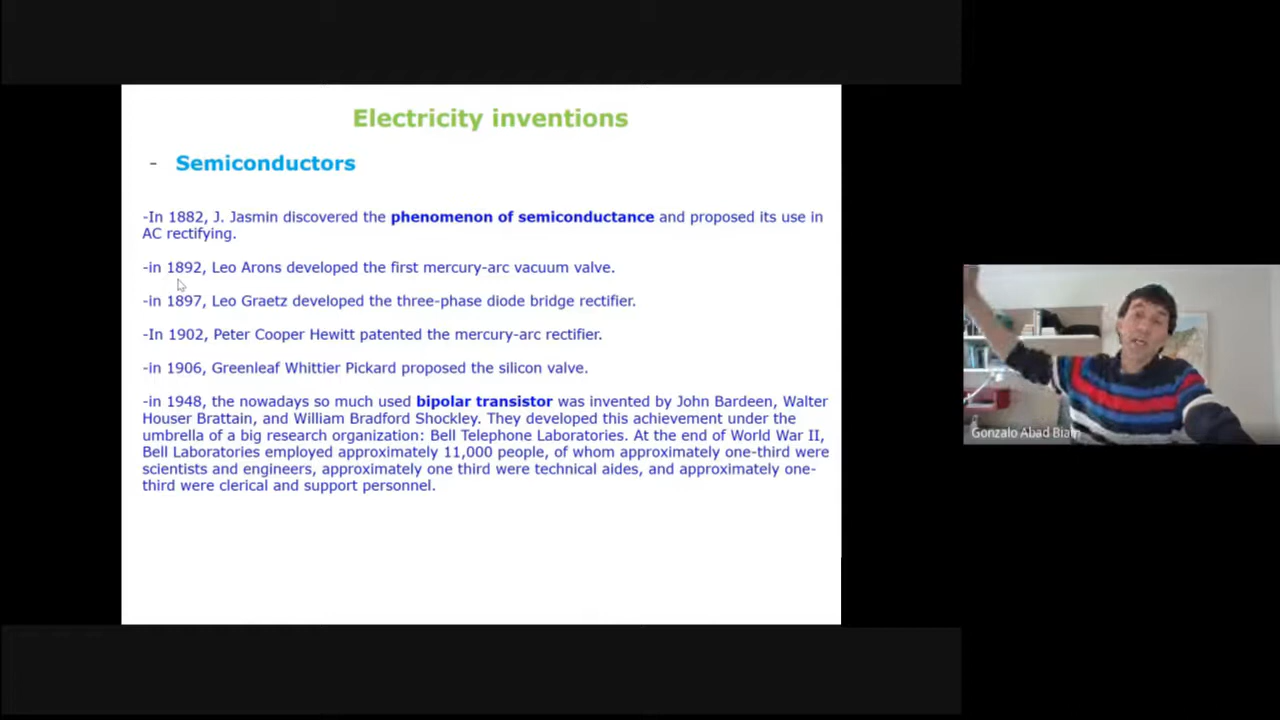 Electricity inventions
- Semiconductors
-In 1882, J. Jasmin discovered the phenomenon of semiconductance and proposed its use in
AC rectifying.
-in 1892, Leo Arons developed the first mercury-arc vacuum valve.
-in 1897, Leo Graetz developed the three-phase diode bridge rectifier.
-In 1902, Peter Cooper Hewitt patented the mercury-arc rectifier.
-in 1906, Greenleaf Whittier Pickard proposed the silicon valve.
-in 1948, the nowadays so much used bipolar transistor was invented by John Bardeen, Walter
Houser Brattain, and William Bradford Shockley. They developed this achievement under the
umbrella of a big research organization: Bell Telephone Laboratories. At the end of World War II,
Bell Laboratories employed approximately 11,000 people, of whom approximately one-third were
scientists and engineers, approximately one third were technical aides, and approximately one-
third were clerical and support personnel.
Gonzalo Abad Biain